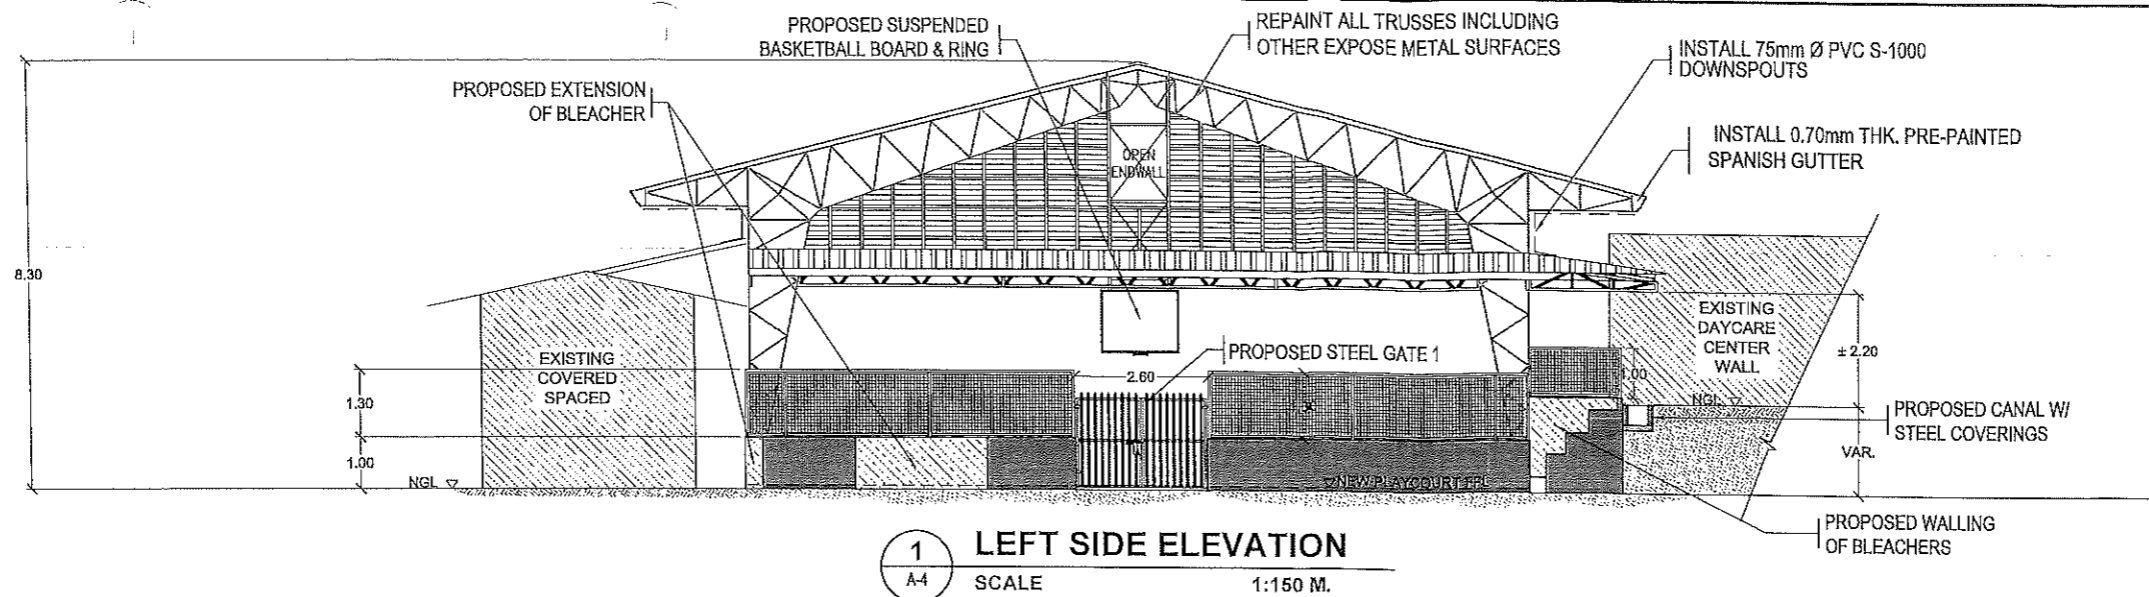 PROPOSED SUSPENDED
BASKETBALL BOARD & RING
REPAINT ALL TRUSSES INCLUDING
OTHER EXPOSE METAL SURFACES
INSTALL 75mm Ø PVC S-1000
DOWNSPOUTS
PROPOSED EXTENSION
OF BLEACHER
INSTALL 0.70mm THK. PRE-PAINTED
SPANISH GUTTER
OPEN
ENDWALL
8.30
EXISTING
DAYCARE
CENTER
WALL
± 2.20
EXISTING
COVERED
SPACED
PROPOSED STEEL GATE 1
2.60
1.00
1.30
NGL
PROPOSED CANAL W/
STEEL COVERINGS
1.00
VAR.
NGL
NEW PLAYCOURT FFL
PROPOSED WALLING
OF BLEACHERS
1
A-4
LEFT SIDE ELEVATION
SCALE 1:150 M.